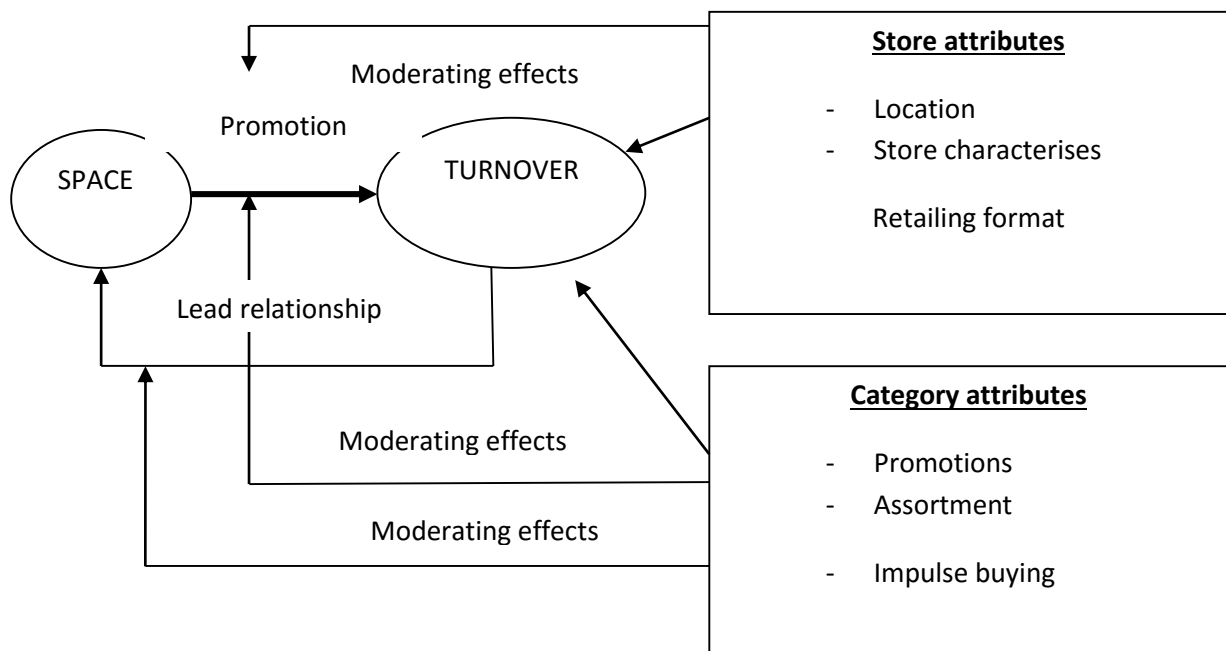 Store attributes
Moderating effects
- Location
Promotion
- Store characterises
SPACE
TURNOVER
Retailing format
Lead relationship
Category attributes
Moderating effects
- Promotions
- Assortment
Moderating effects
- Impulse buying